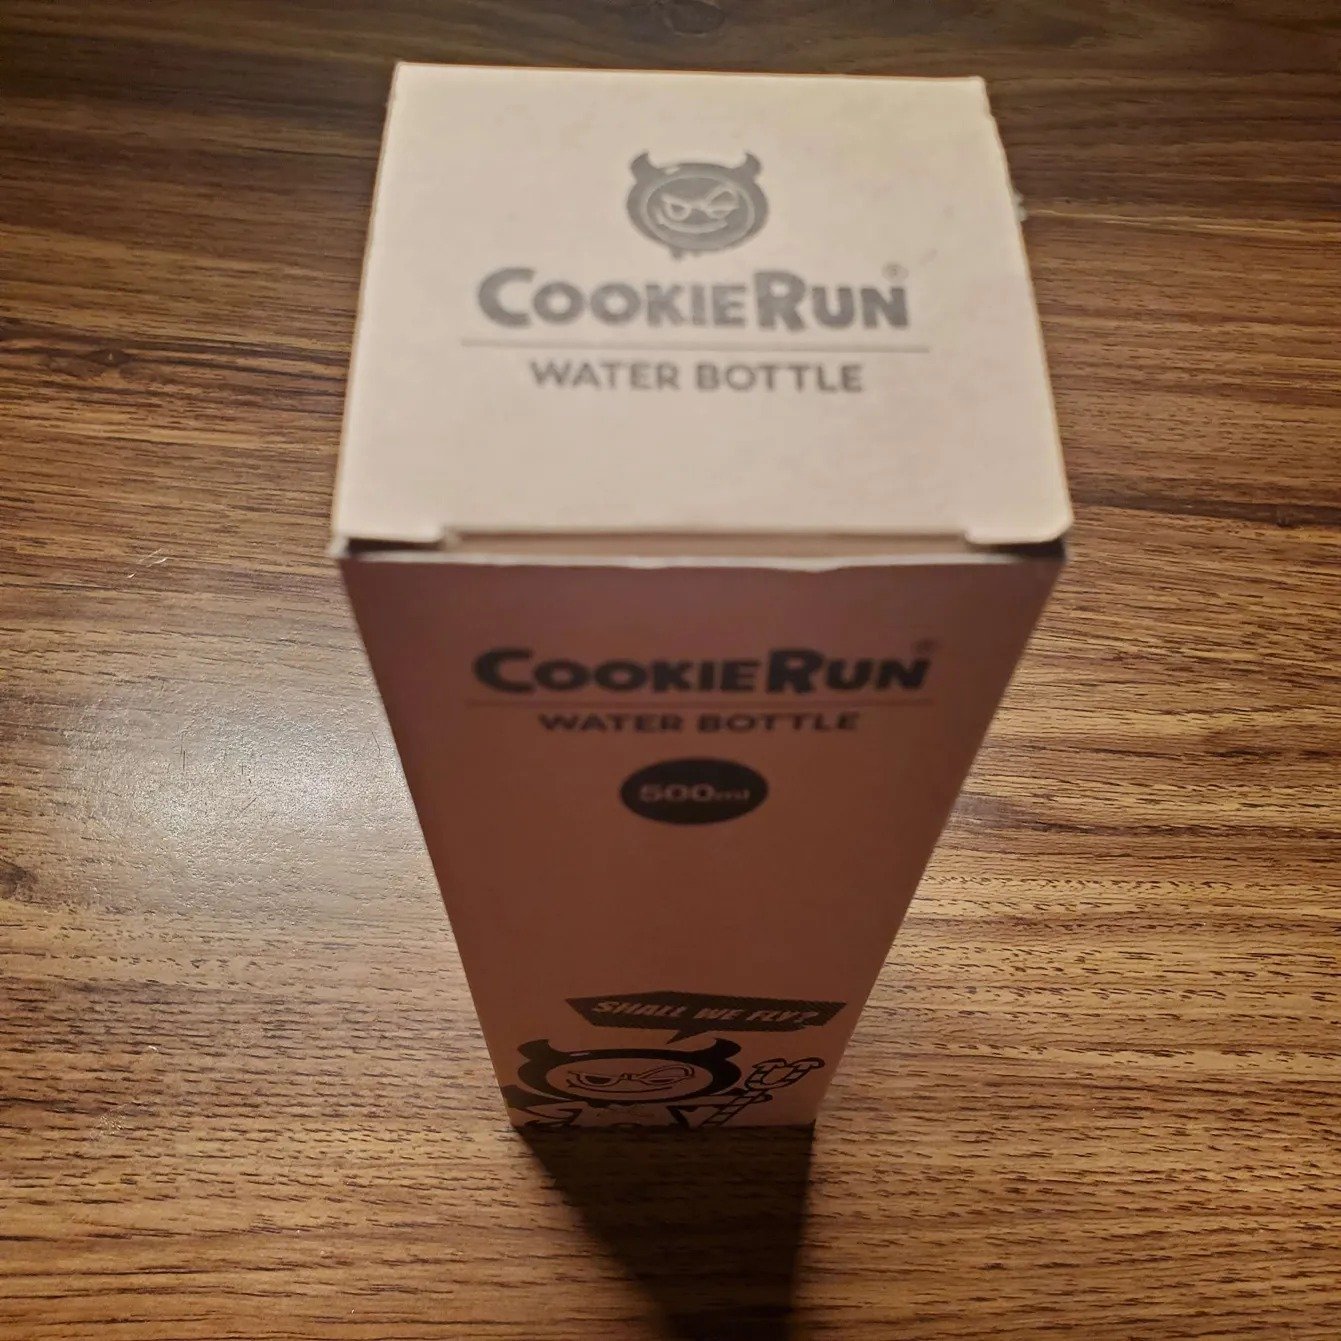 COOKIERUN®
WATER BOTTLE
COOKIERUN®
WATER BOTTLE
500ml
SHALL WE FLY?